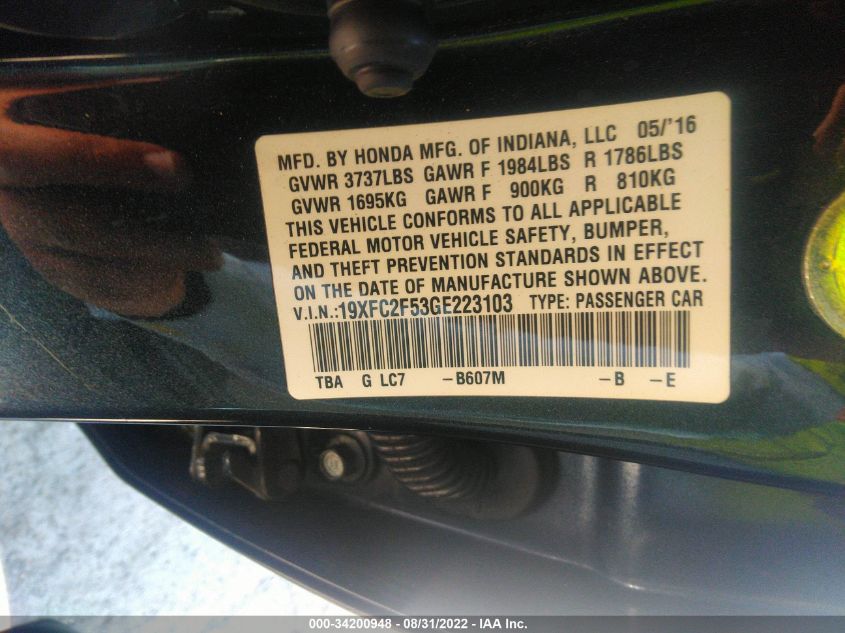 MFD. BY HONDA MFG. OF INDIANA, LLC 05/'16
GVWR 3737LBS GAWR F 1984LBS R 1786LBS
GVWR 1695KG GAWR F 900KG R 810KG
THIS VEHICLE CONFORMS TO ALL APPLICABLE
FEDERAL MOTOR VEHICLE SAFETY, BUMPER,
AND THEFT PREVENTION STANDARDS IN EFFECT
ON THE DATE OF MANUFACTURE SHOWN ABOVE.
V.I.N.:19XFC2F53GE223103 TYPE: PASSENGER CAR
TBA G LC7 -B607M -B -E
000-34200948 - 08/31/2022 - IAA Inc.